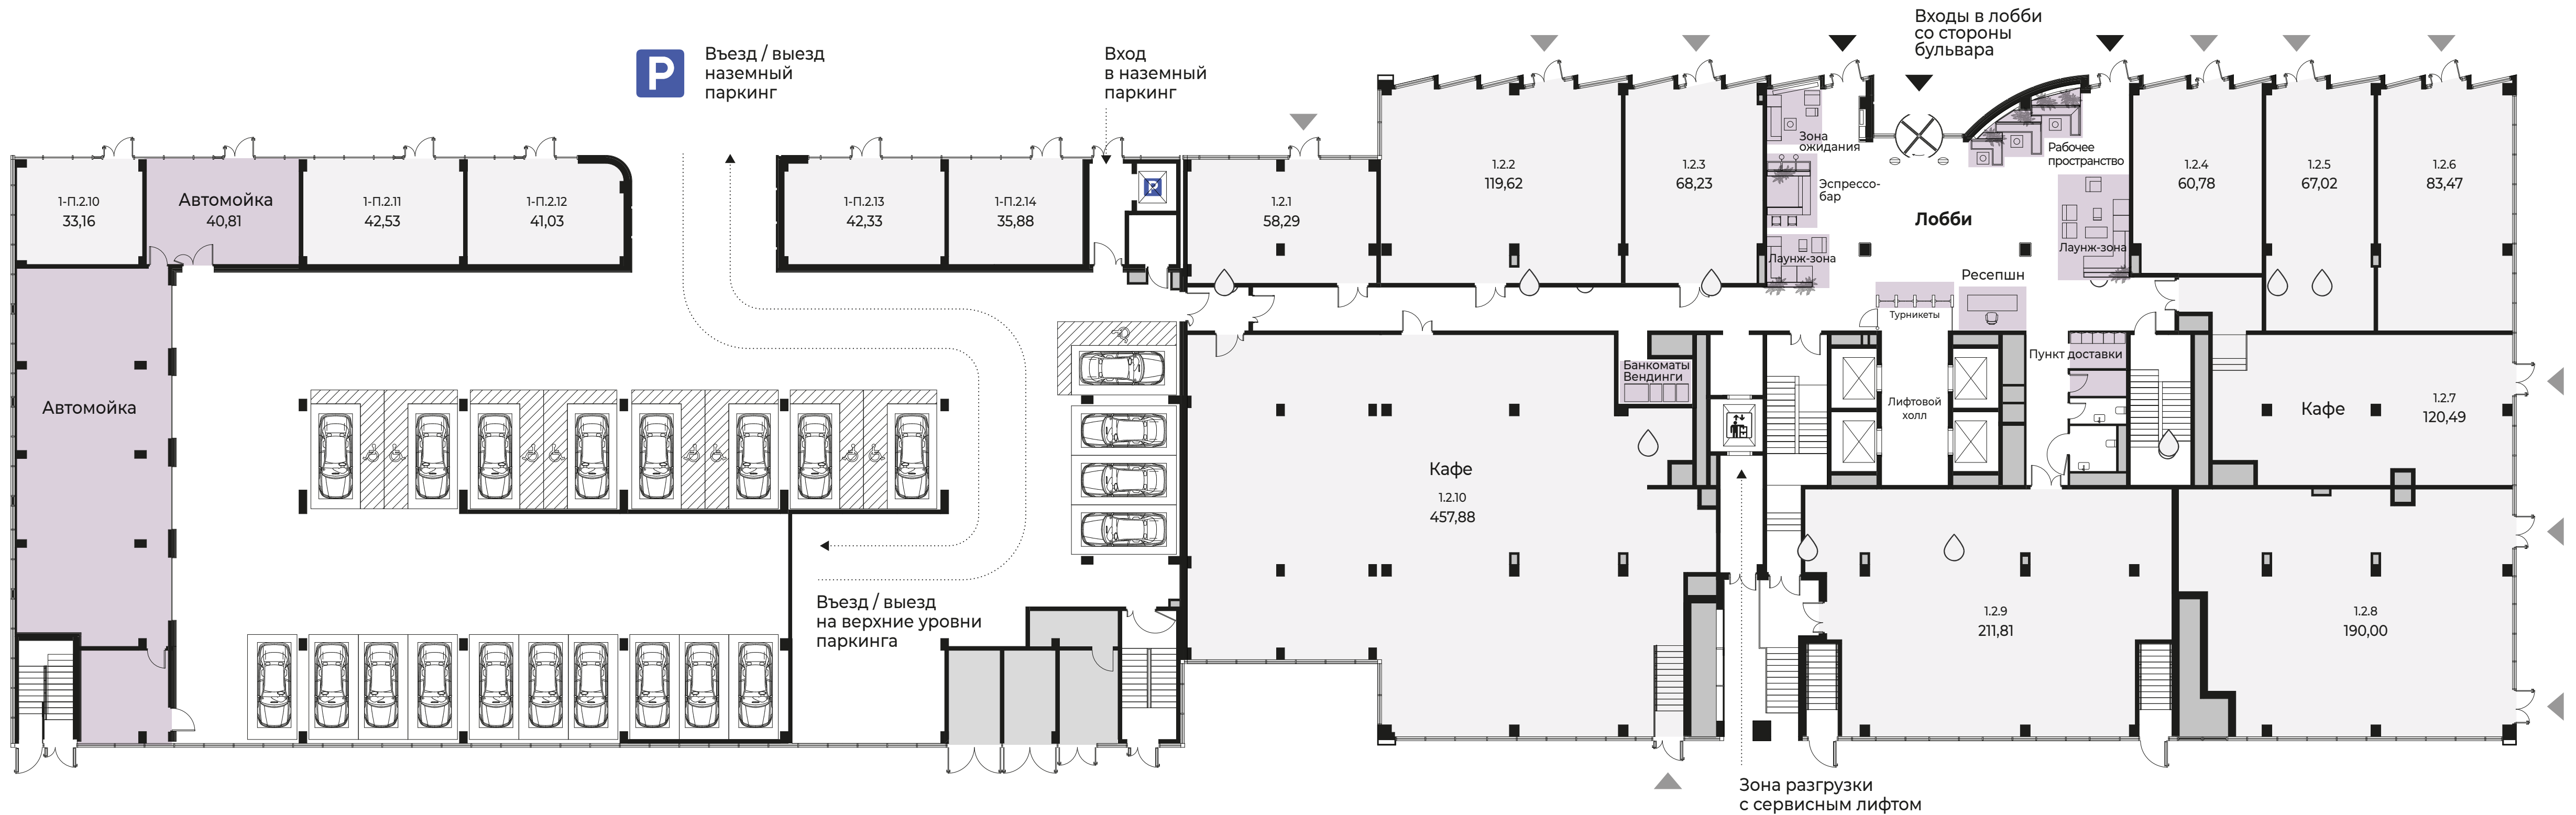 Входы в лобби
со стороны
бульвара
P
Въезд / выезд
наземный
паркинг
Вход
в наземный
паркинг
1-П.2.10
33,16
Автомойка
40,81
1-П.2.11
42,53
1-П.2.12
41,03
1-П.2.13
42,33
1-П.2.14
35,88
P
1.2.1
58,29
1.2.2
119,62
1.2.3
68,23
Зона
ожидания
Эспрессо-
бар
Лаунж-зона
Лобби
Рабочее
пространство
Лаунж-зона
Ресепшн
Турникеты
1.2.4
60,78
1.2.5
67,02
1.2.6
83,47
Автомойка
Банкоматы
Вендинги
Лифтовой
холл
Пункт доставки
Кафе
1.2.7
120,49
Кафе
1.2.10
457,88
Въезд / выезд
на верхние уровни
паркинга
1.2.9
211,81
1.2.8
190,00
Зона разгрузки
с сервисным лифтом